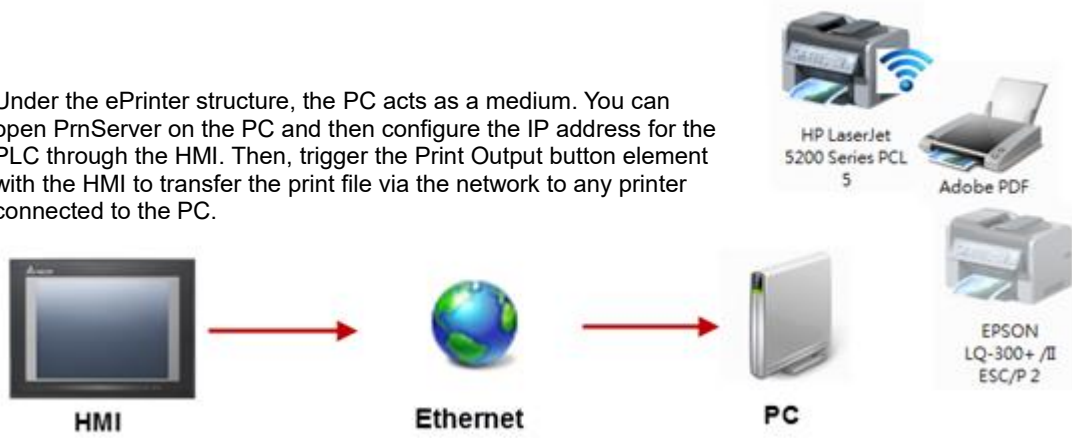 Under the ePrinter structure, the PC acts as a medium. You can
open PrnServer on the PC and then configure the IP address for the
PLC through the HMI. Then, trigger the Print Output button element
with the HMI to transfer the print file via the network to any printer
connected to the PC.
HP LaserJet
5200 Series PCL
5
Adobe PDF
EPSON
LQ-300+ /II
ESC/P 2
HMI
Ethernet
PC